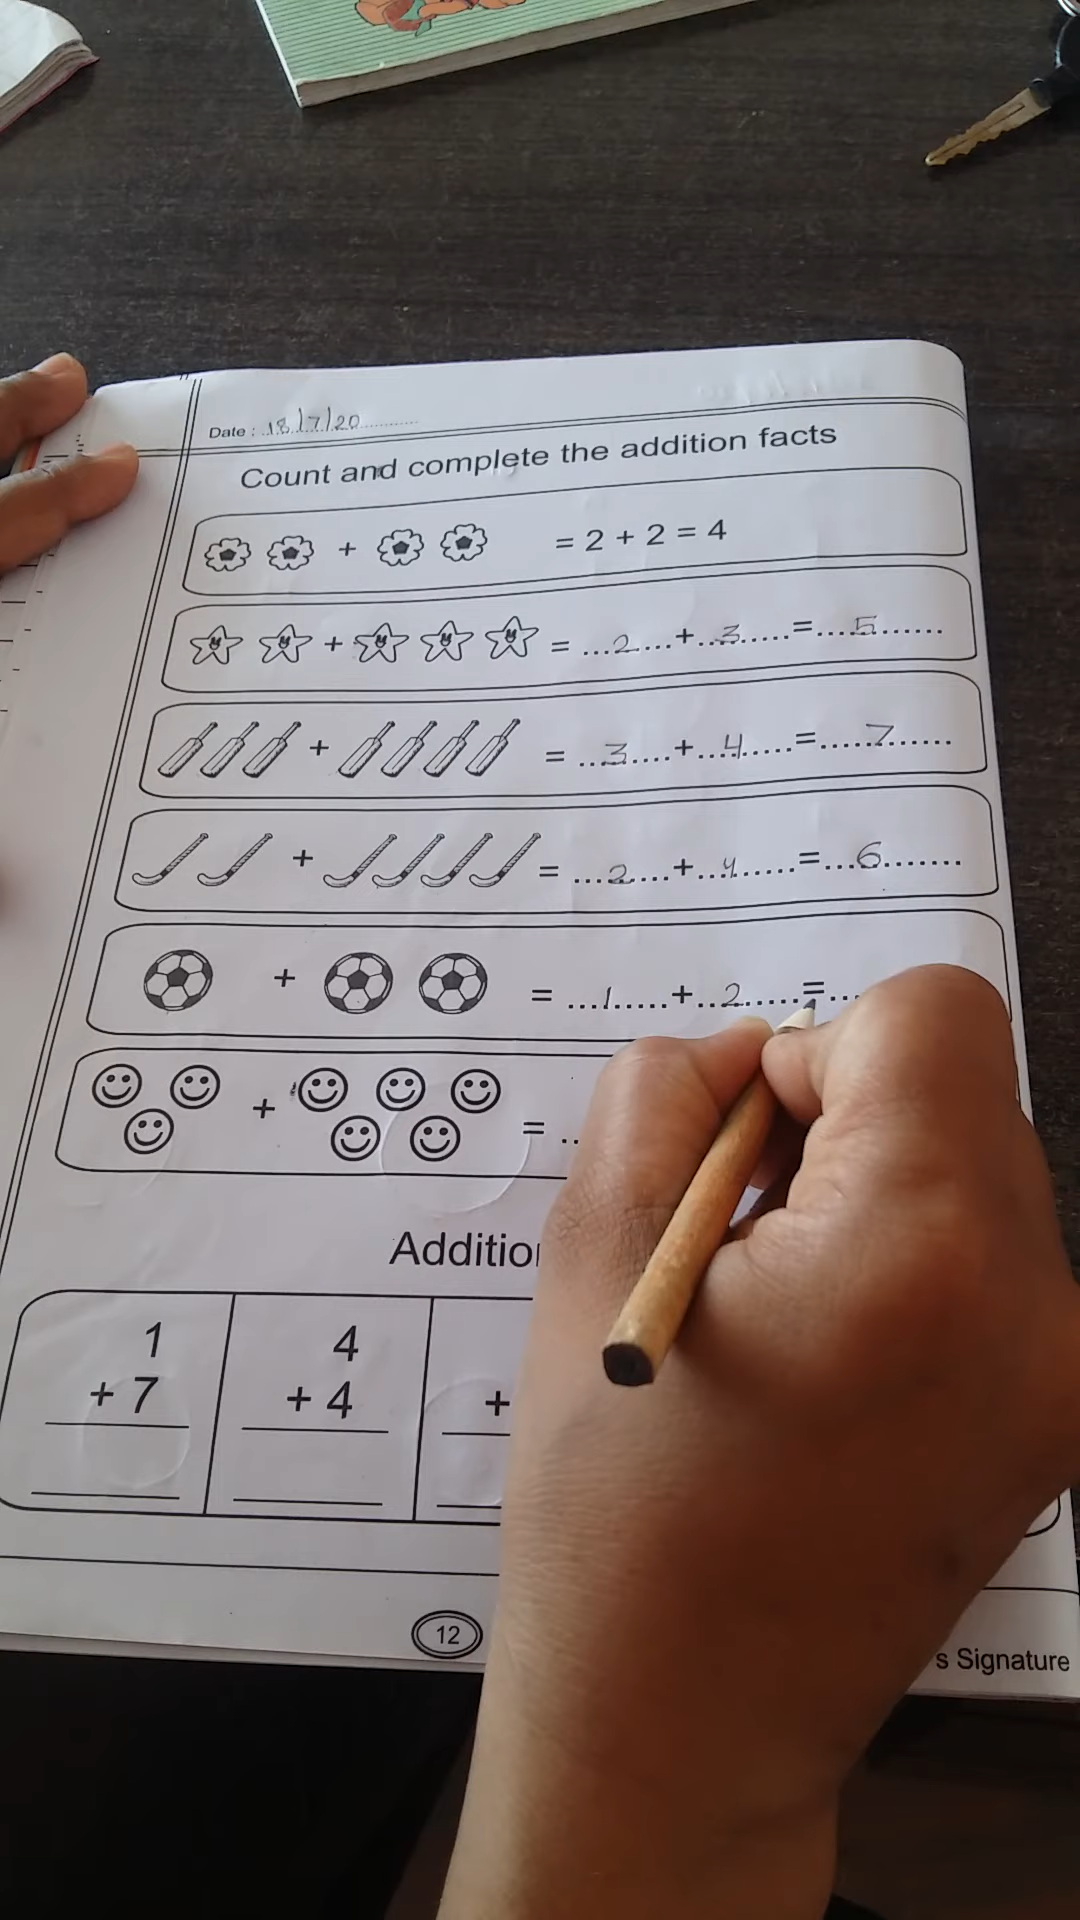 Date : 18/7/20
Count and complete the addition facts
+ = 2 + 2 = 4
+ = ...2....+...3.....=....5......
+ = ...3....+...4.....=.....7......
+ = ...2....+...4.....=...6.......
+ = ...1.....+...2.....=...
+ = ..
Additio
1
+ 7
4
+ 4
+
12
s Signature